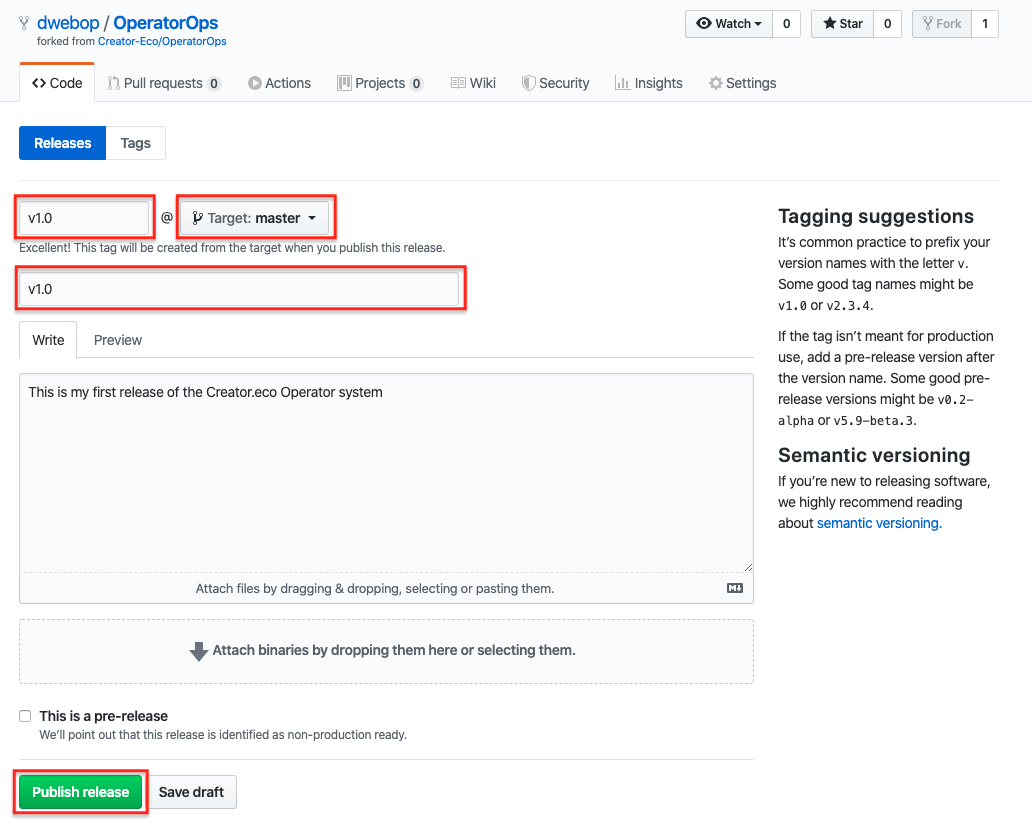 dwebop / OperatorOps
Watch 0
Star 0
Fork 1
forked from Creator-Eco/OperatorOps
Code
Pull requests 0
Actions
Projects 0
Wiki
Security
Insights
Settings
Releases
Tags
v1.0
@
Target: master
Excellent! This tag will be created from the target when you publish this release.
v1.0
Write
Preview
This is my first release of the Creator.eco Operator system
Attach files by dragging & dropping, selecting or pasting them.
Attach binaries by dropping them here or selecting them.
This is a pre-release
We'll point out that this release is identified as non-production ready.
Publish release
Save draft
Tagging suggestions
It's common practice to prefix your
version names with the letter v.
Some good tag names might be
v1.0 or v2.3.4.
If the tag isn't meant for production
use, add a pre-release version after
the version name. Some good pre-
release versions might be v0.2-
alpha or v5.9-beta.3.
Semantic versioning
If you're new to releasing software,
we highly recommend reading
about semantic versioning.